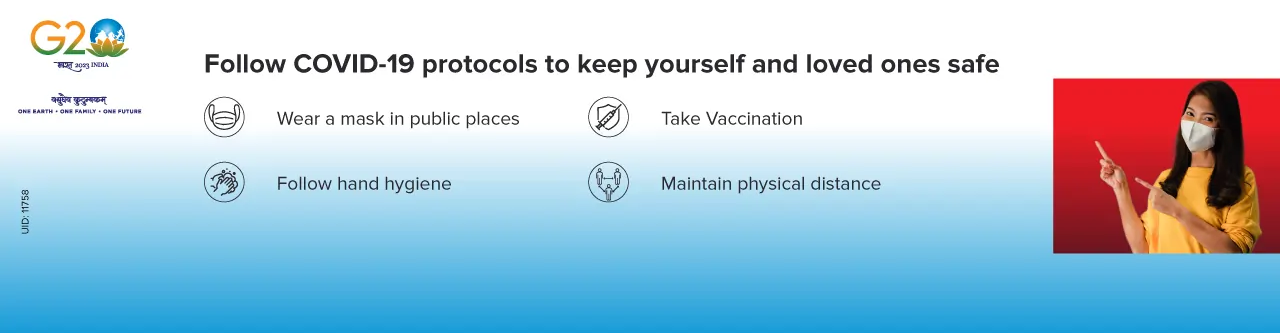 G20
भारत 2023 INDIA
वसुधैव कुटुम्बकम्
ONE EARTH • ONE FAMILY • ONE FUTURE
UID: 11758
Follow COVID-19 protocols to keep yourself and loved ones safe
Wear a mask in public places
Take Vaccination
Follow hand hygiene
Maintain physical distance